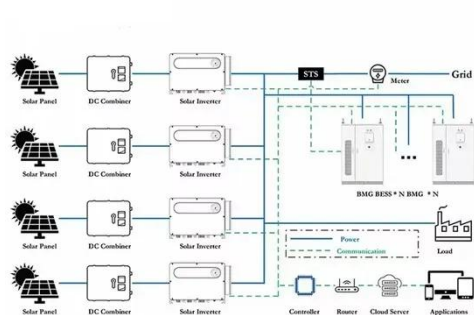 STS
Grid
Meter
Solar Panel
DC Combiner
Solar Inverter
Solar Panel
DC Combiner
Solar Inverter
BMG BESS * N BMG * N
Solar Panel
DC Combiner
Solar Inverter
Power
Communication
Load
Solar Panel
DC Combiner
Solar Inverter
Controller
Router
Cloud Server
Applications